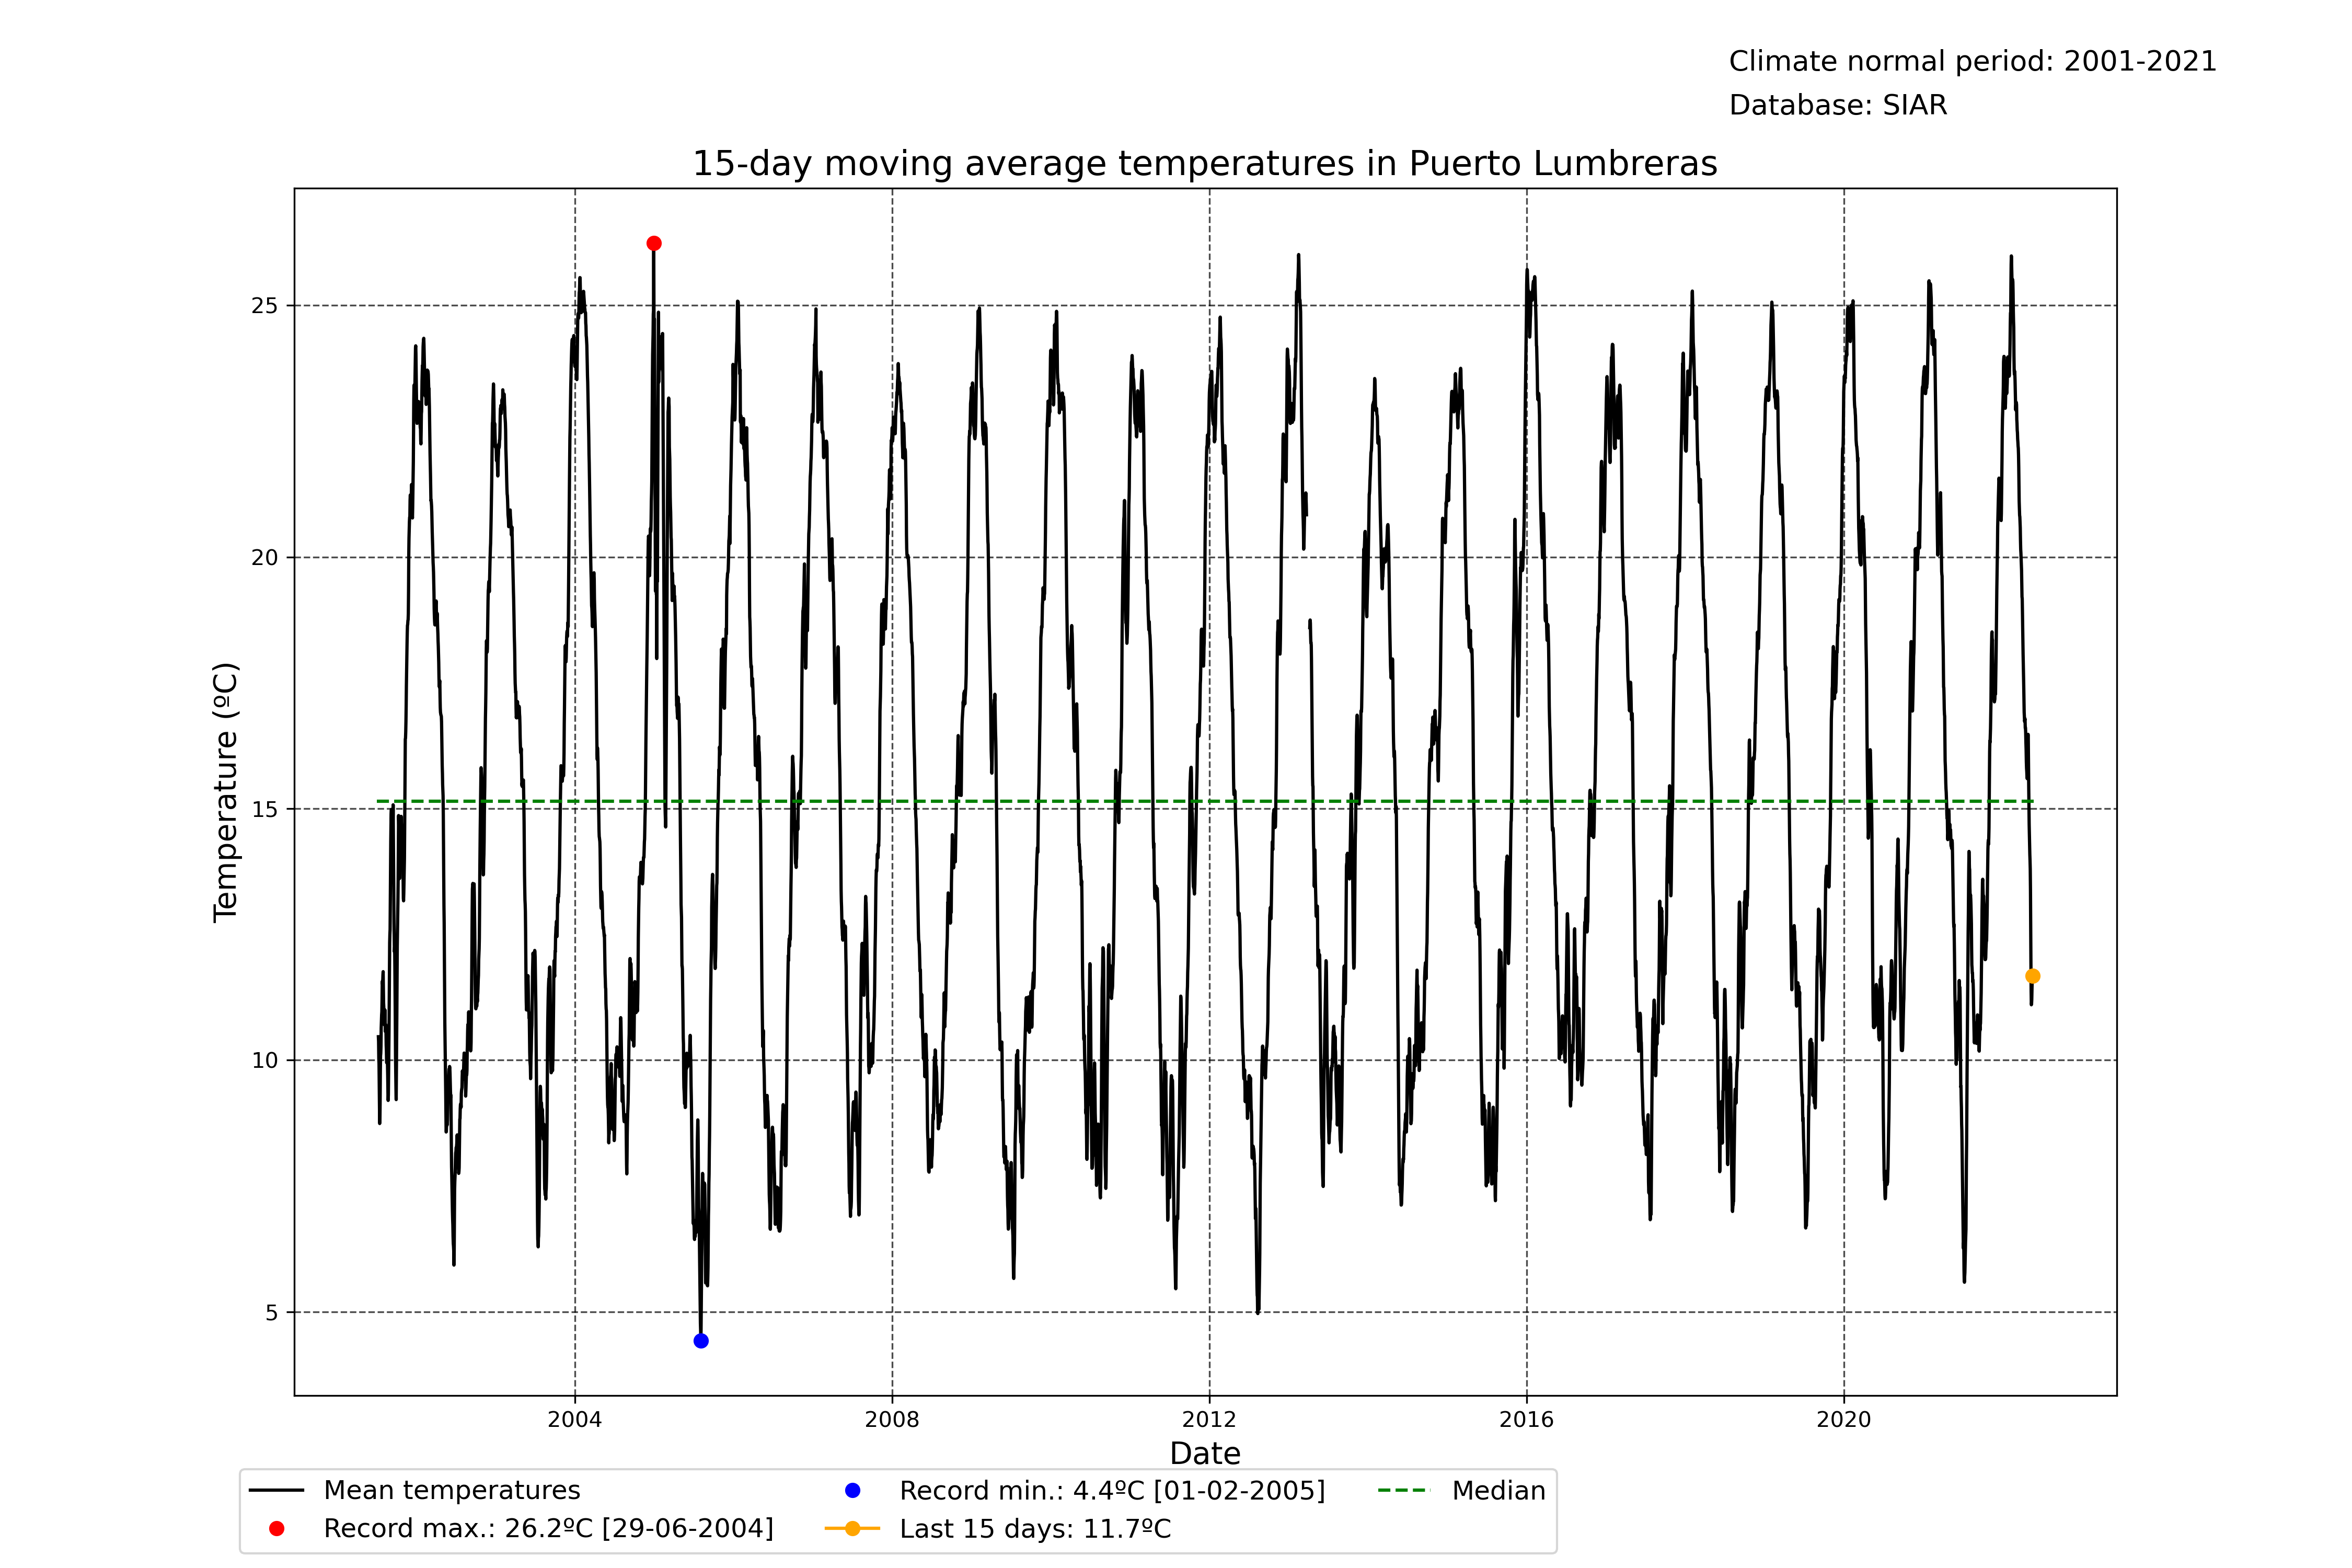 Climate normal period: 2001-2021
Database: SIAR
15-day moving average temperatures in Puerto Lumbreras
Temperature (ºC)
25
20
15
10
5
2004 2008 2012 2016 2020
Date
Mean temperatures
Record max.: 26.2ºC [29-06-2004]
Record min.: 4.4ºC [01-02-2005]
Last 15 days: 11.7ºC
Median